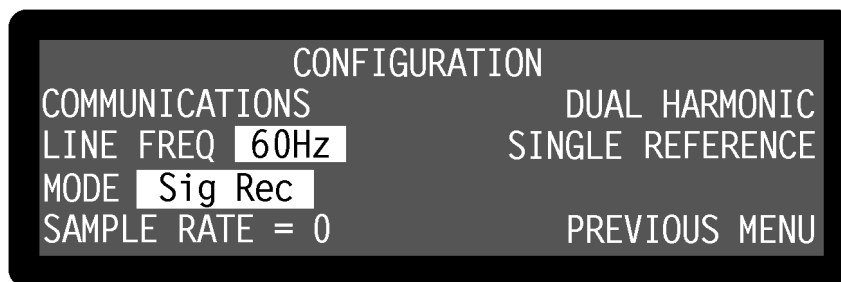 CONFIGURATION
COMMUNICATIONS DUAL HARMONIC
LINE FREQ 60Hz SINGLE REFERENCE
MODE Sig Rec
SAMPLE RATE = 0 PREVIOUS MENU